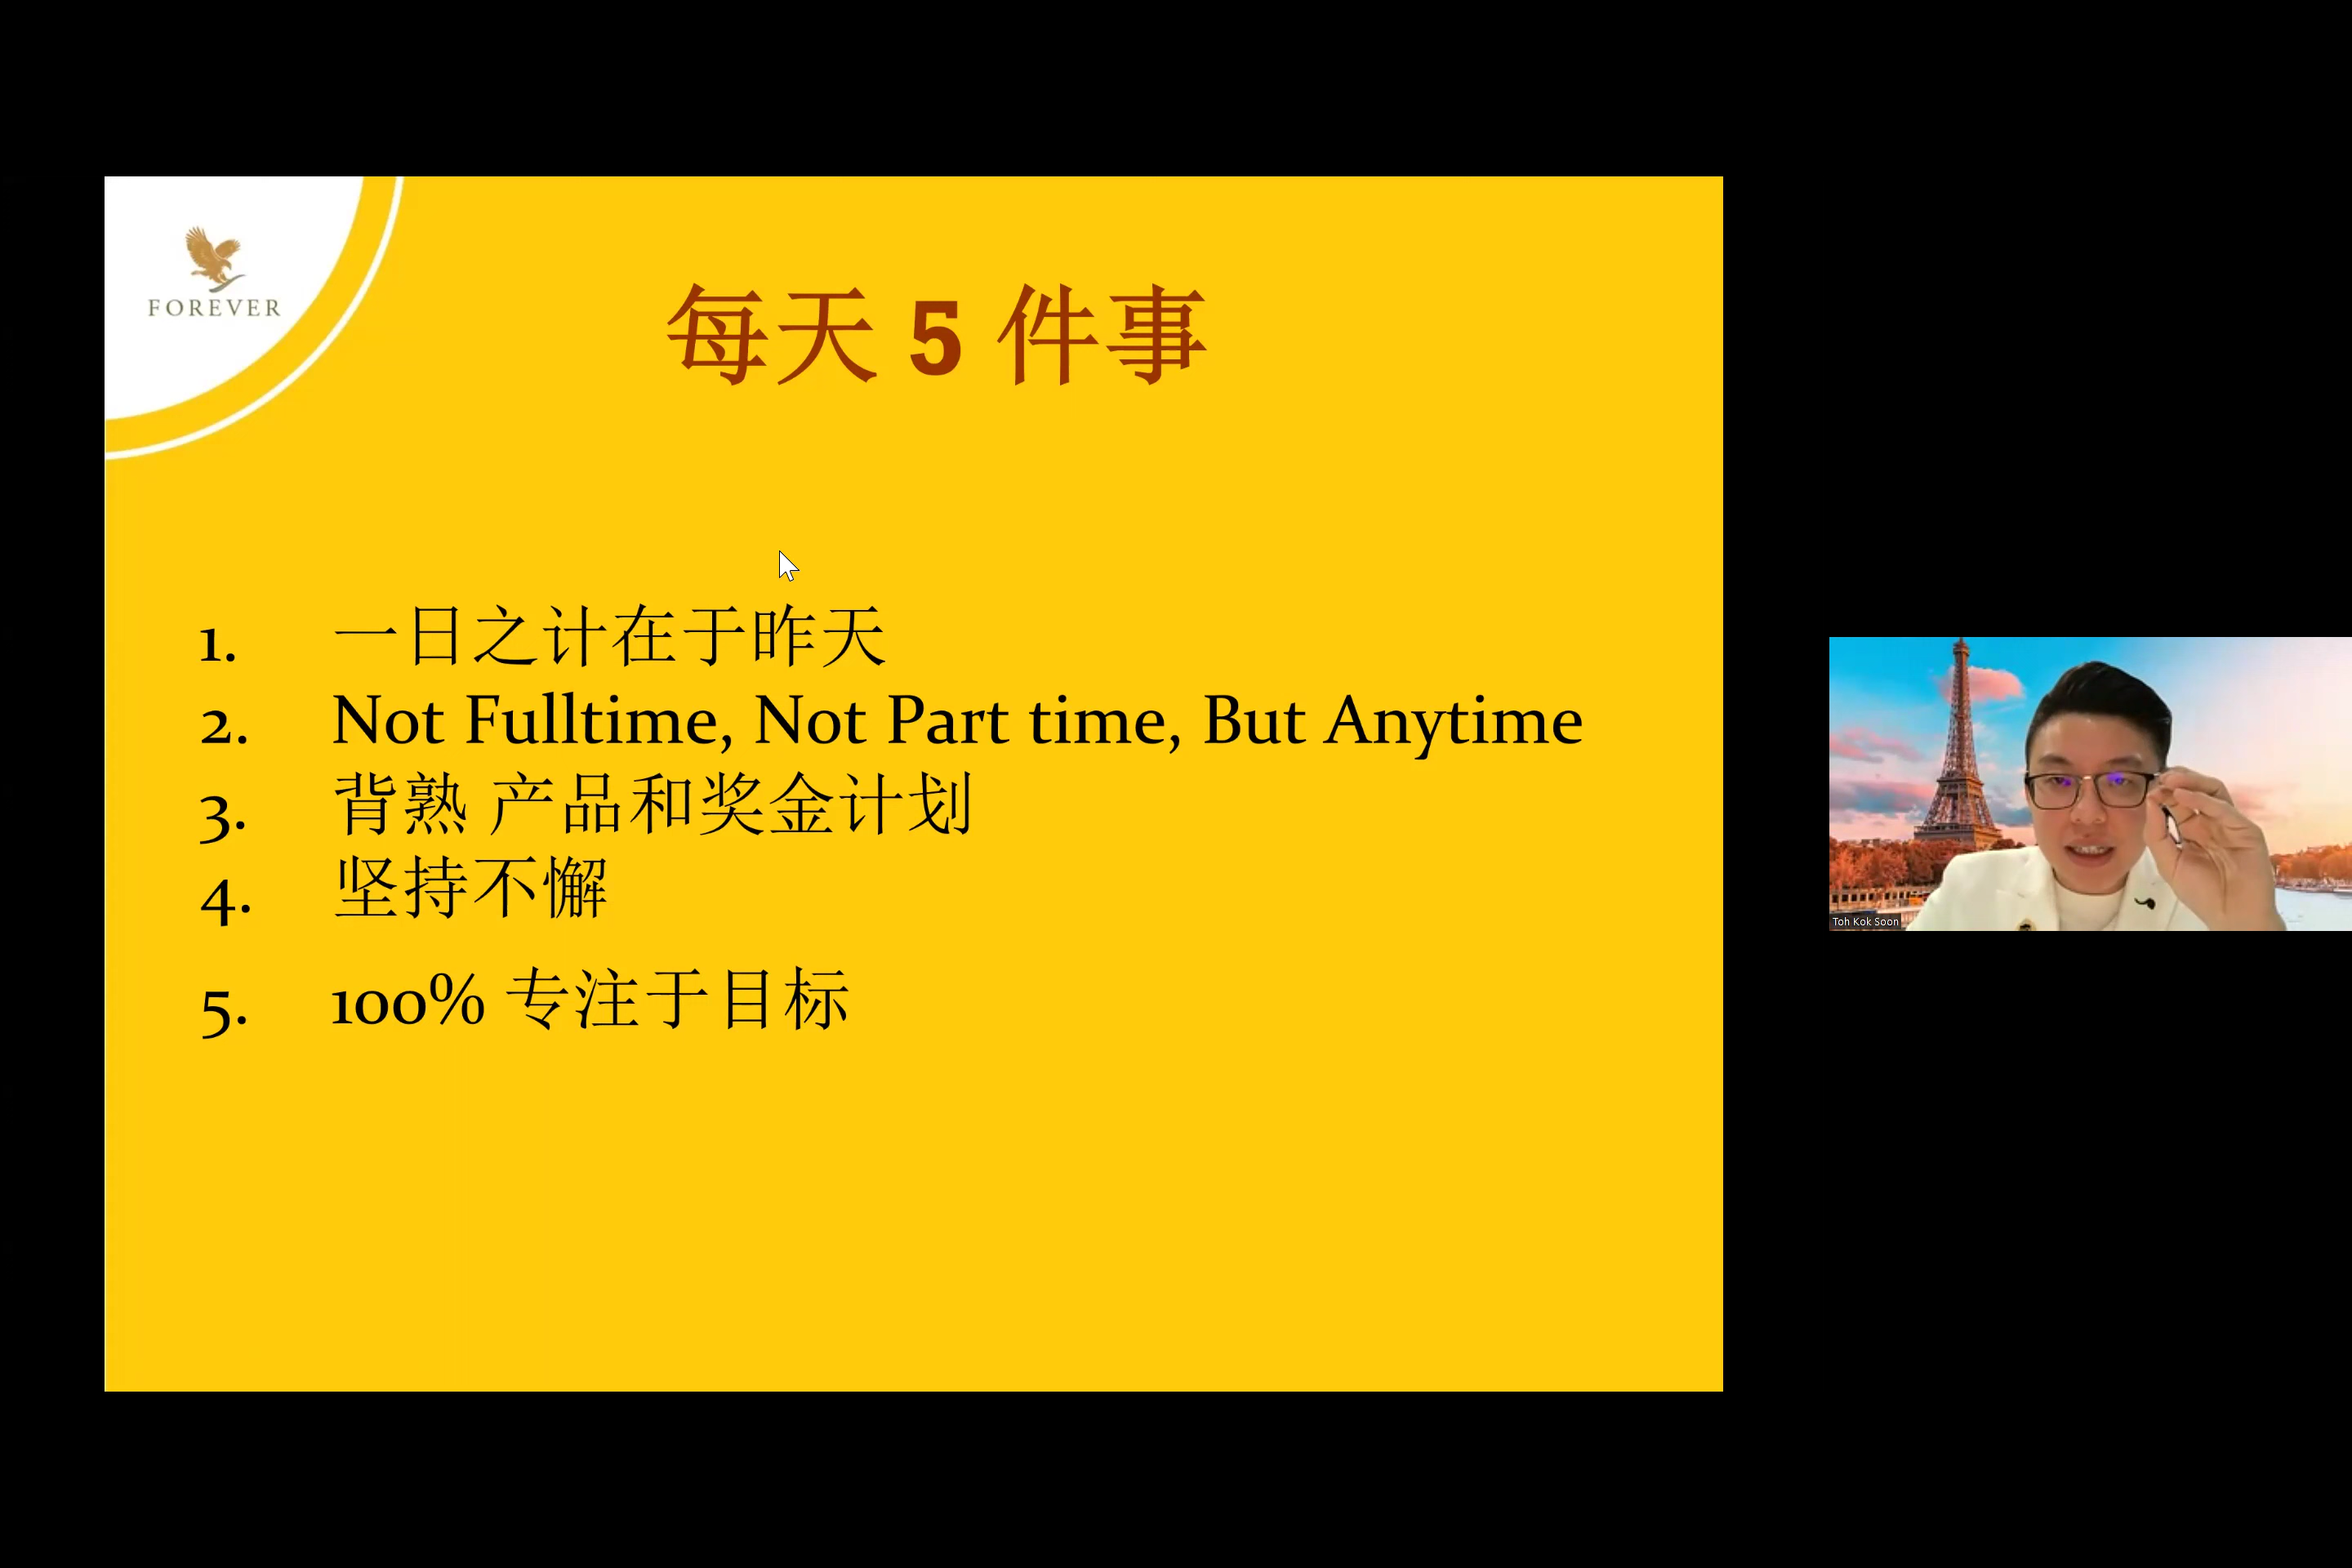 FOREVER
每天 5 件事
1. 一日之计在于昨天
2. Not Fulltime, Not Part time, But Anytime
3. 背熟 产品和奖金计划
4. 坚持不懈
5. 100% 专注于目标
Toh Kok Soon